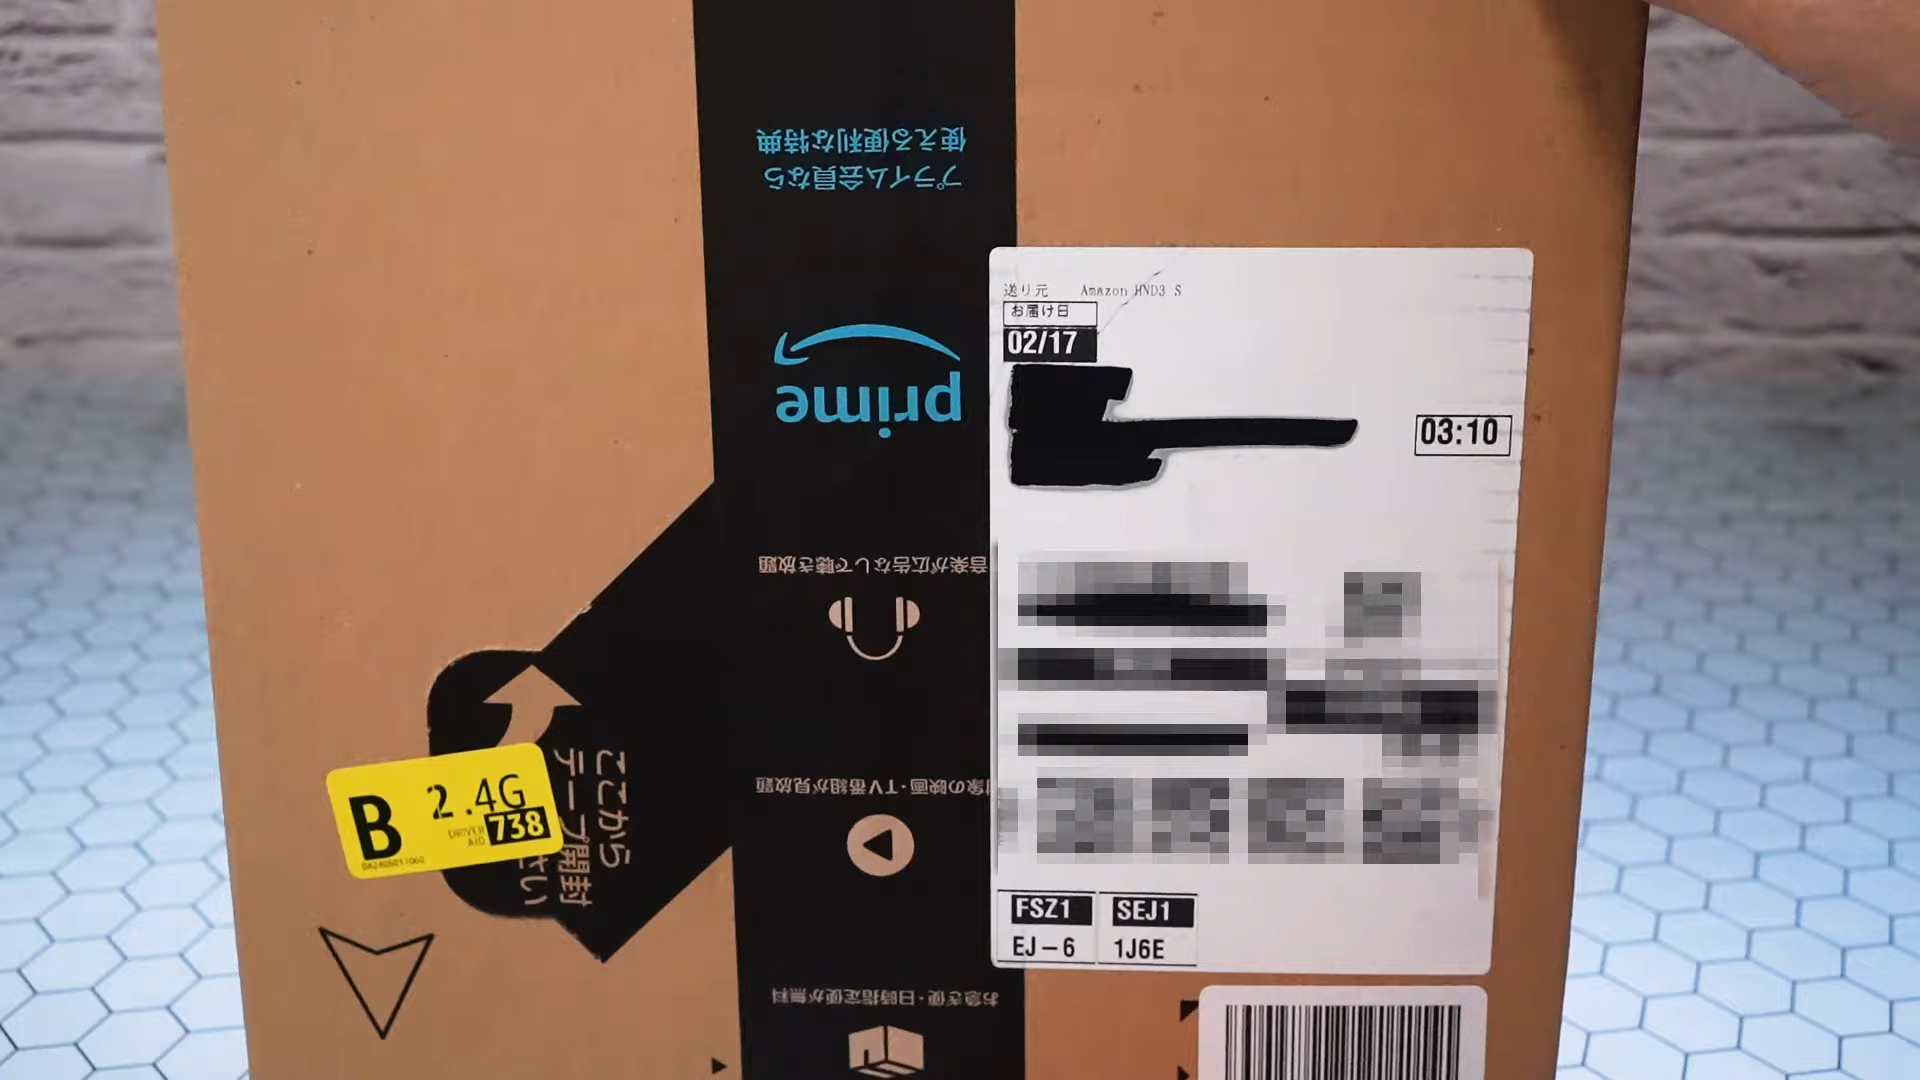 使える便利な特典
プライム会員なら
prime
音楽が広告なしで聴き放題
象の映画・TV番組が見放題
お急ぎ便・日時指定便が無料
ここから
テープ開封
さい
B
2.4G
DRIVER
AID
738
送り元 Amazon HND3 S
お届け日
02/17
03:10
FSZ1 SEJ1
EJ-6 1J6E